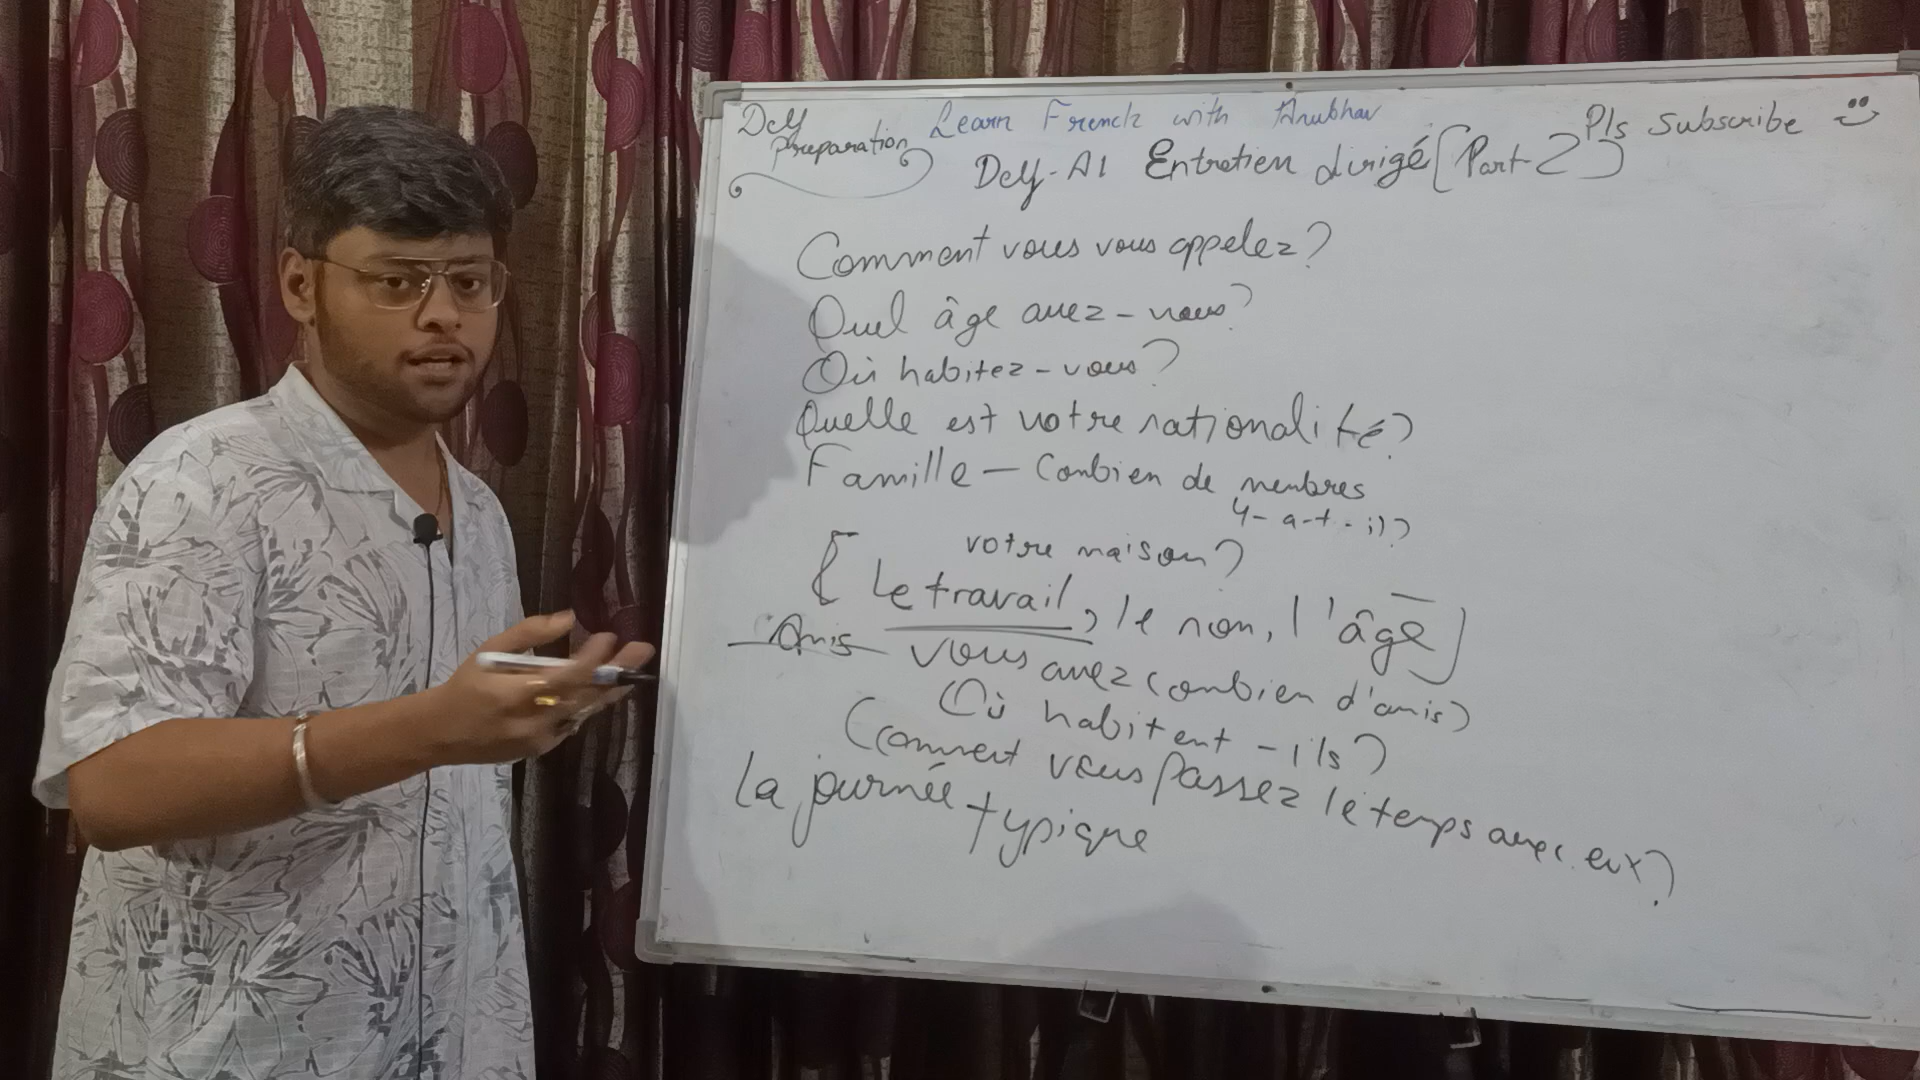 Delf Preparation
Learn French with Anubhav
Pls Subscribe
Delf-A1 Entretien dirigé [Part-2]
Comment vous vous appelez?
Quel âge avez-vous?
Où habitez-vous?
Quelle est votre nationalité?
Famille - Combien de membres
y-a-t-il?
votre maison?
[Le travail, le nom, l'âge]
Amis vous avez combien d'amis?
Où habitent-ils?
Comment vous passez le temps avec eux?
La journée typique